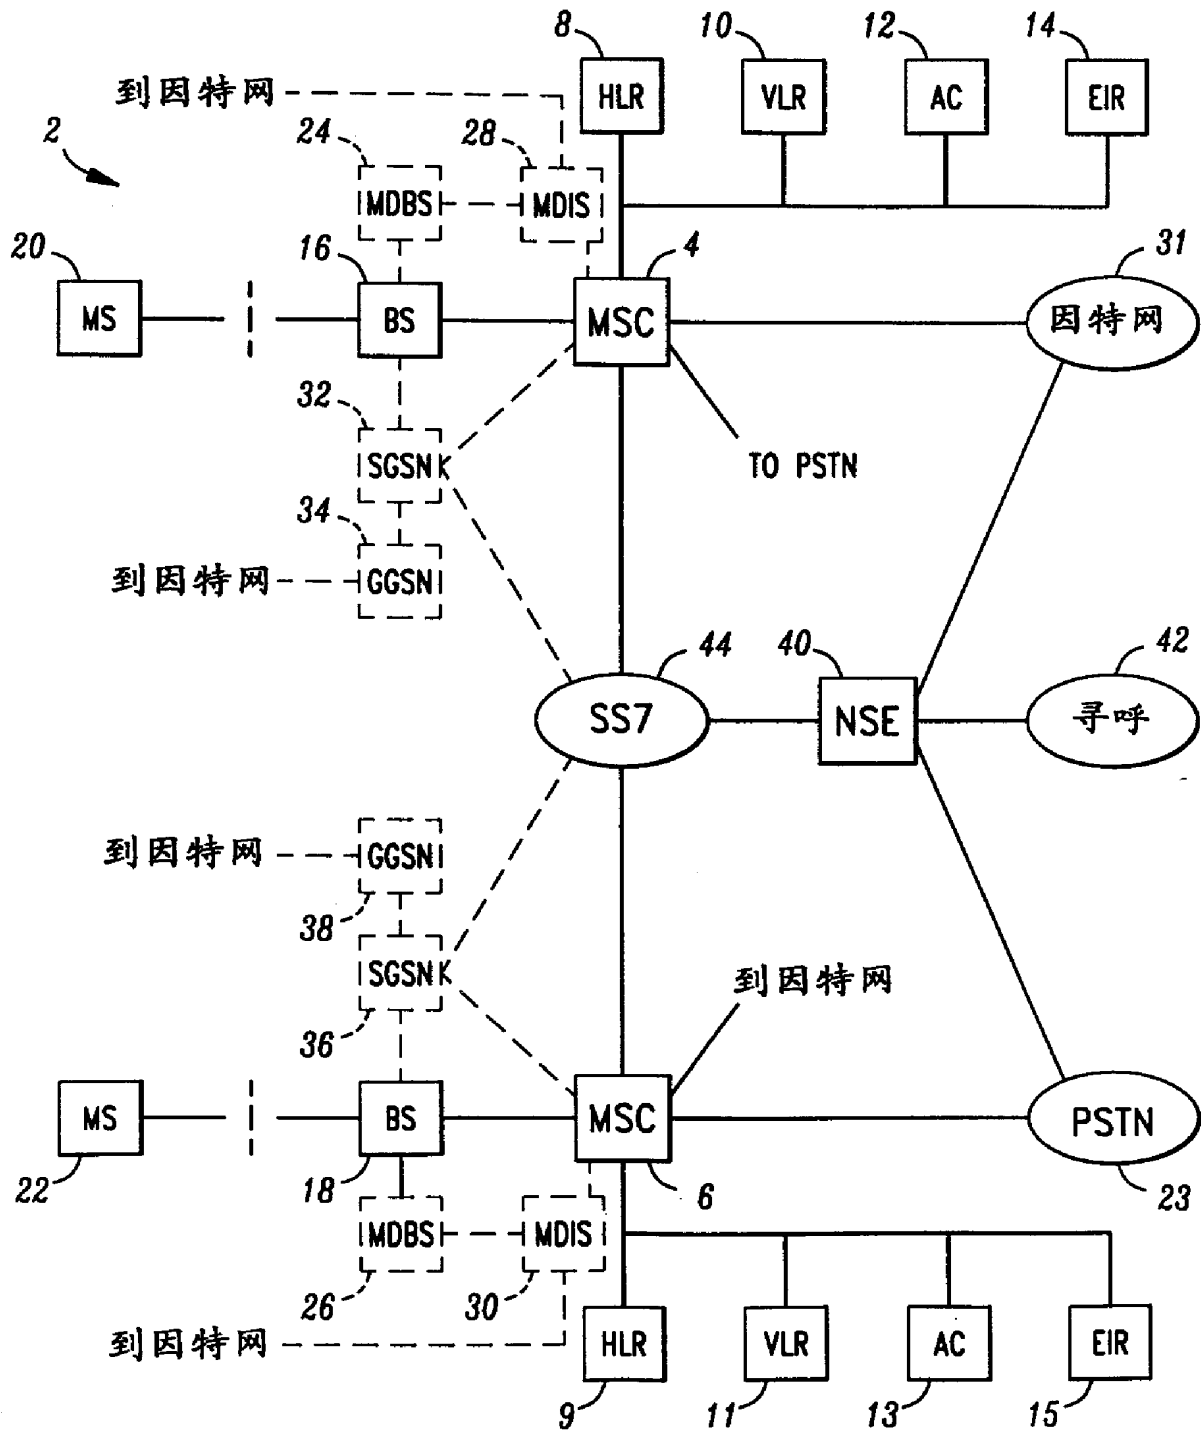 8 10 12 14
到因特网 HLR VLR AC EIR
2 24 28
MDBS MDIS
20 16 4 31
MS BS MSC 因特网
32
SGSN TO PSTN
34
到因特网 GGSN
44 40 42
SS7 NSE 寻呼
到因特网 GGSN
38
SGSN 到因特网
36
MS BS MSC PSTN
22 18 6 23
MDBS MDIS
26 30
到因特网 HLR VLR AC EIR
9 11 13 15